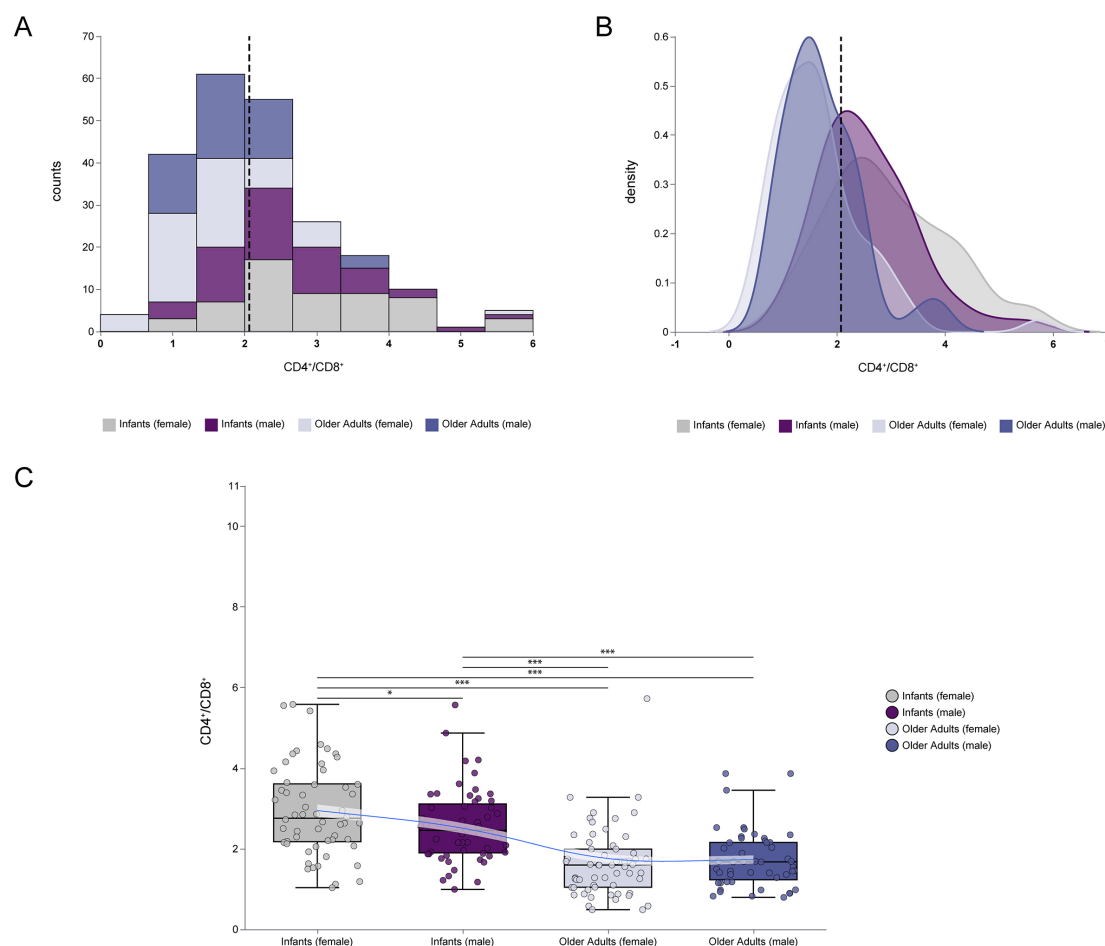 A
70
60
50
40
30
20
10
0
counts
0 1 2 3 4 5 6
CD4⁺/CD8⁺
Infants (female) Infants (male) Older Adults (female) Older Adults (male)
B
0.6
0.5
0.4
0.3
0.2
0.1
0
density
-1 0 2 4 6
CD4⁺/CD8⁺
Infants (female) Infants (male) Older Adults (female) Older Adults (male)
C
11
10
8
6
4
2
0
CD4⁺/CD8⁺
***
***
***
***
*
Infants (female) Infants (male) Older Adults (female) Older Adults (male)
Infants (female)
Infants (male)
Older Adults (female)
Older Adults (male)